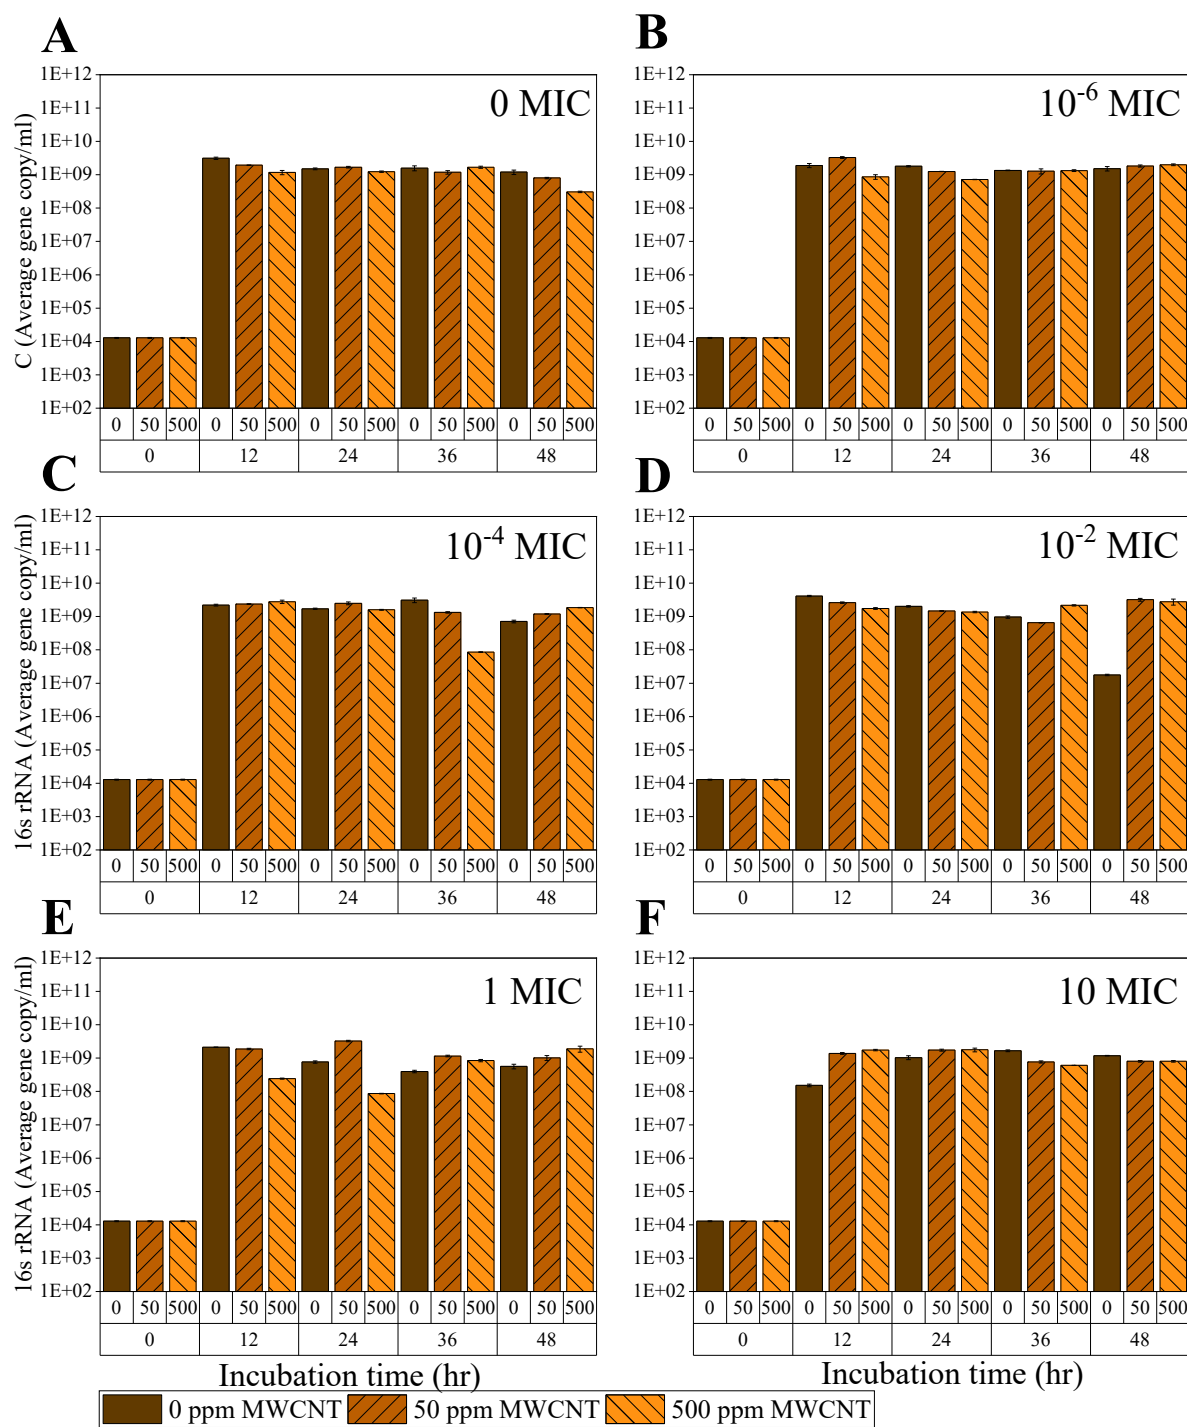 A
B
1E+12
1E+11
1E+10
1E+09
1E+08
1E+07
1E+06
1E+05
1E+04
1E+03
1E+02
C (Average gene copy/ml)
0 MIC
0 50 500 0 50 500 0 50 500 0 50 500 0 50 500
0 12 24 36 48
1E+12
1E+11
1E+10
1E+09
1E+08
1E+07
1E+06
1E+05
1E+04
1E+03
1E+02
10⁻⁶ MIC
0 50 500 0 50 500 0 50 500 0 50 500 0 50 500
0 12 24 36 48
C
D
1E+12
1E+11
1E+10
1E+09
1E+08
1E+07
1E+06
1E+05
1E+04
1E+03
1E+02
16s rRNA (Average gene copy/ml)
10⁻⁴ MIC
0 50 500 0 50 500 0 50 500 0 50 500 0 50 500
0 12 24 36 48
1E+12
1E+11
1E+10
1E+09
1E+08
1E+07
1E+06
1E+05
1E+04
1E+03
1E+02
10⁻² MIC
0 50 500 0 50 500 0 50 500 0 50 500 0 50 500
0 12 24 36 48
E
F
1E+12
1E+11
1E+10
1E+09
1E+08
1E+07
1E+06
1E+05
1E+04
1E+03
1E+02
16s rRNA (Average gene copy/ml)
1 MIC
0 50 500 0 50 500 0 50 500 0 50 500 0 50 500
0 12 24 36 48
Incubation time (hr)
1E+12
1E+11
1E+10
1E+09
1E+08
1E+07
1E+06
1E+05
1E+04
1E+03
1E+02
10 MIC
0 50 500 0 50 500 0 50 500 0 50 500 0 50 500
0 12 24 36 48
Incubation time (hr)
0 ppm MWCNT 50 ppm MWCNT 500 ppm MWCNT